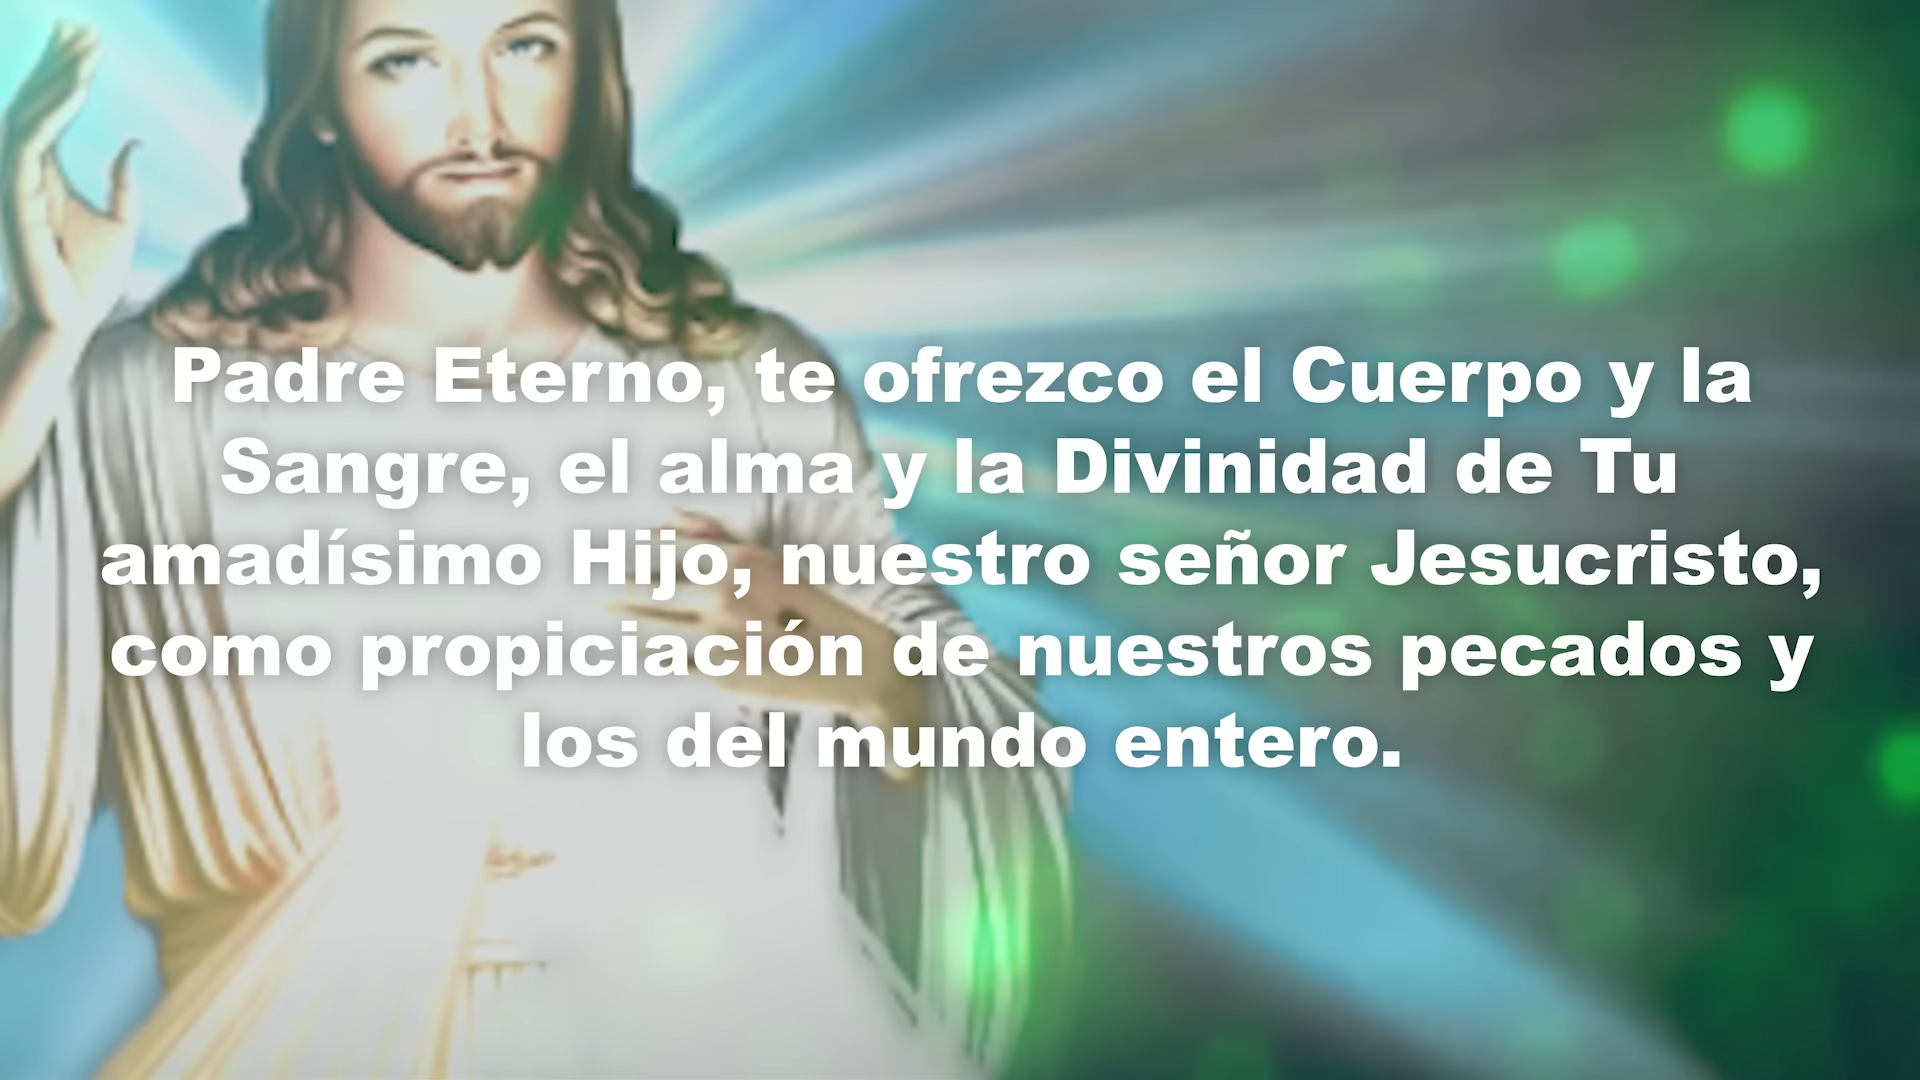 Padre Eterno, te ofrezco el Cuerpo y la
Sangre, el alma y la Divinidad de Tu
amadísimo Hijo, nuestro señor Jesucristo,
como propiciación de nuestros pecados y
los del mundo entero.